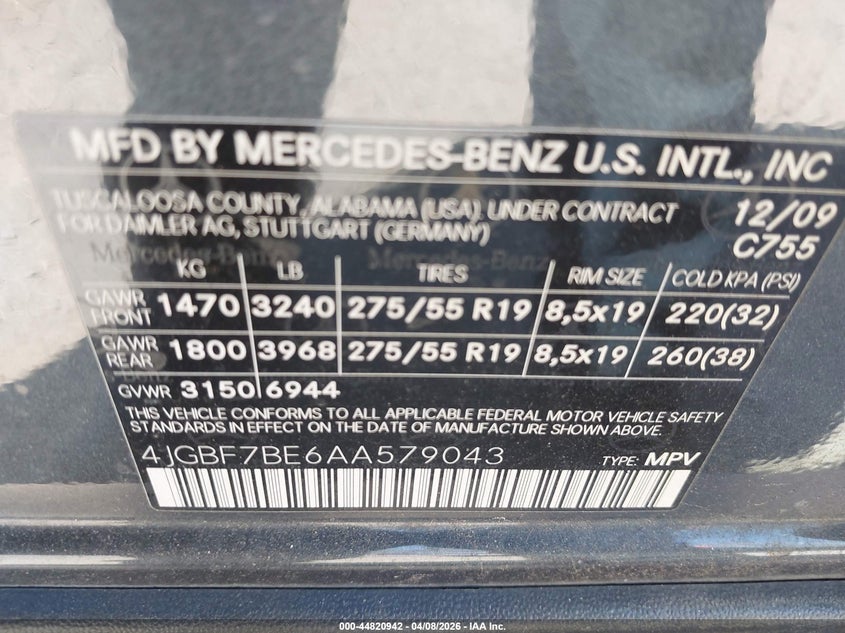 MFD BY MERCEDES-BENZ U.S. INTL., INC
TUSCALOOSA COUNTY, ALABAMA (USA) UNDER CONTRACT 12/09
FOR DAIMLER AG, STUTTGART (GERMANY) C755
Mercedes-Benz Mercedes-Benz
KG LB TIRES RIM SIZE COLD KPA (PSI)
GAWR FRONT 1470 3240 275/55 R19 8,5x19 220(32)
GAWR REAR 1800 3968 275/55 R19 8,5x19 260(38)
GVWR 3150 6944
THIS VEHICLE CONFORMS TO ALL APPLICABLE FEDERAL MOTOR VEHICLE SAFETY
STANDARDS IN EFFECT ON THE DATE OF MANUFACTURE SHOWN ABOVE.
4JGBF7BE6AA579043 TYPE: MPV
000-44820942 - 04/08/2026 - IAA Inc.